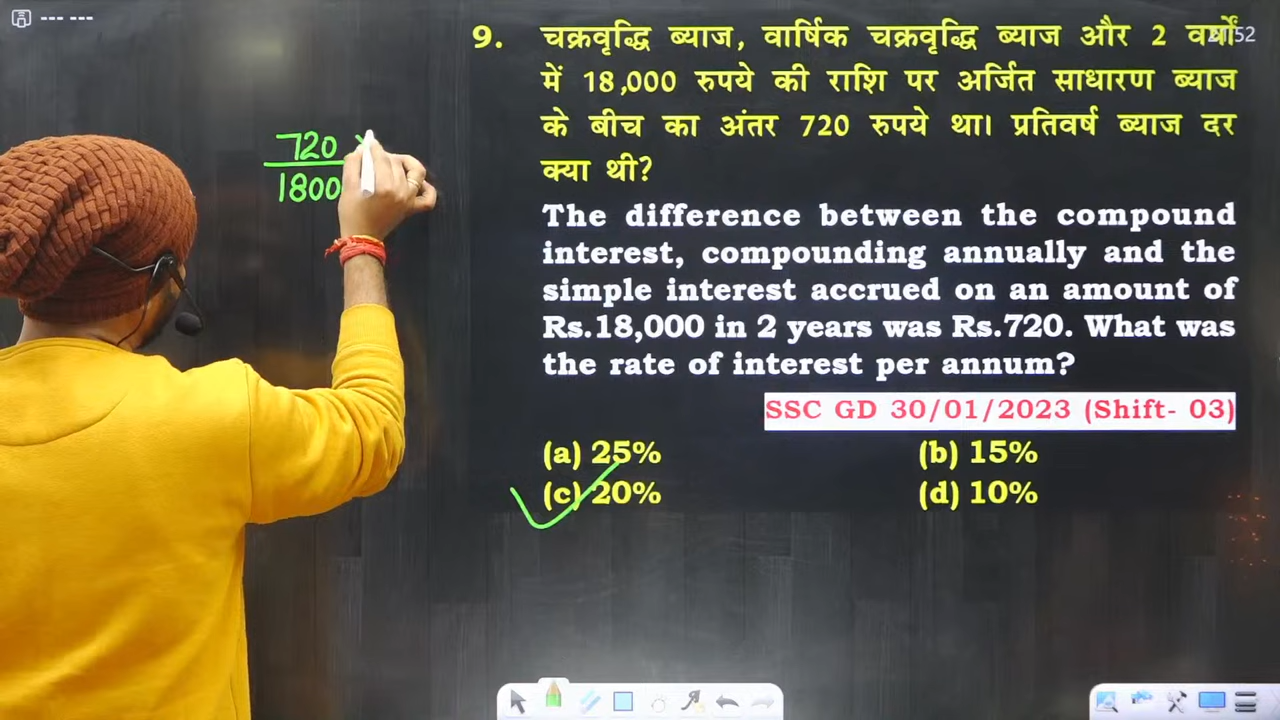 9. चक्रवृद्धि ब्याज, वार्षिक चक्रवृद्धि ब्याज और 2 वर्षों
में 18,000 रुपये की राशि पर अर्जित साधारण ब्याज
के बीच का अंतर 720 रुपये था। प्रतिवर्ष ब्याज दर
क्या थी?
The difference between the compound
interest, compounding annually and the
simple interest accrued on an amount of
Rs.18,000 in 2 years was Rs.720. What was
the rate of interest per annum?
SSC GD 30/01/2023 (Shift- 03)
(a) 25% (b) 15%
(c) 20% (d) 10%
720
1800